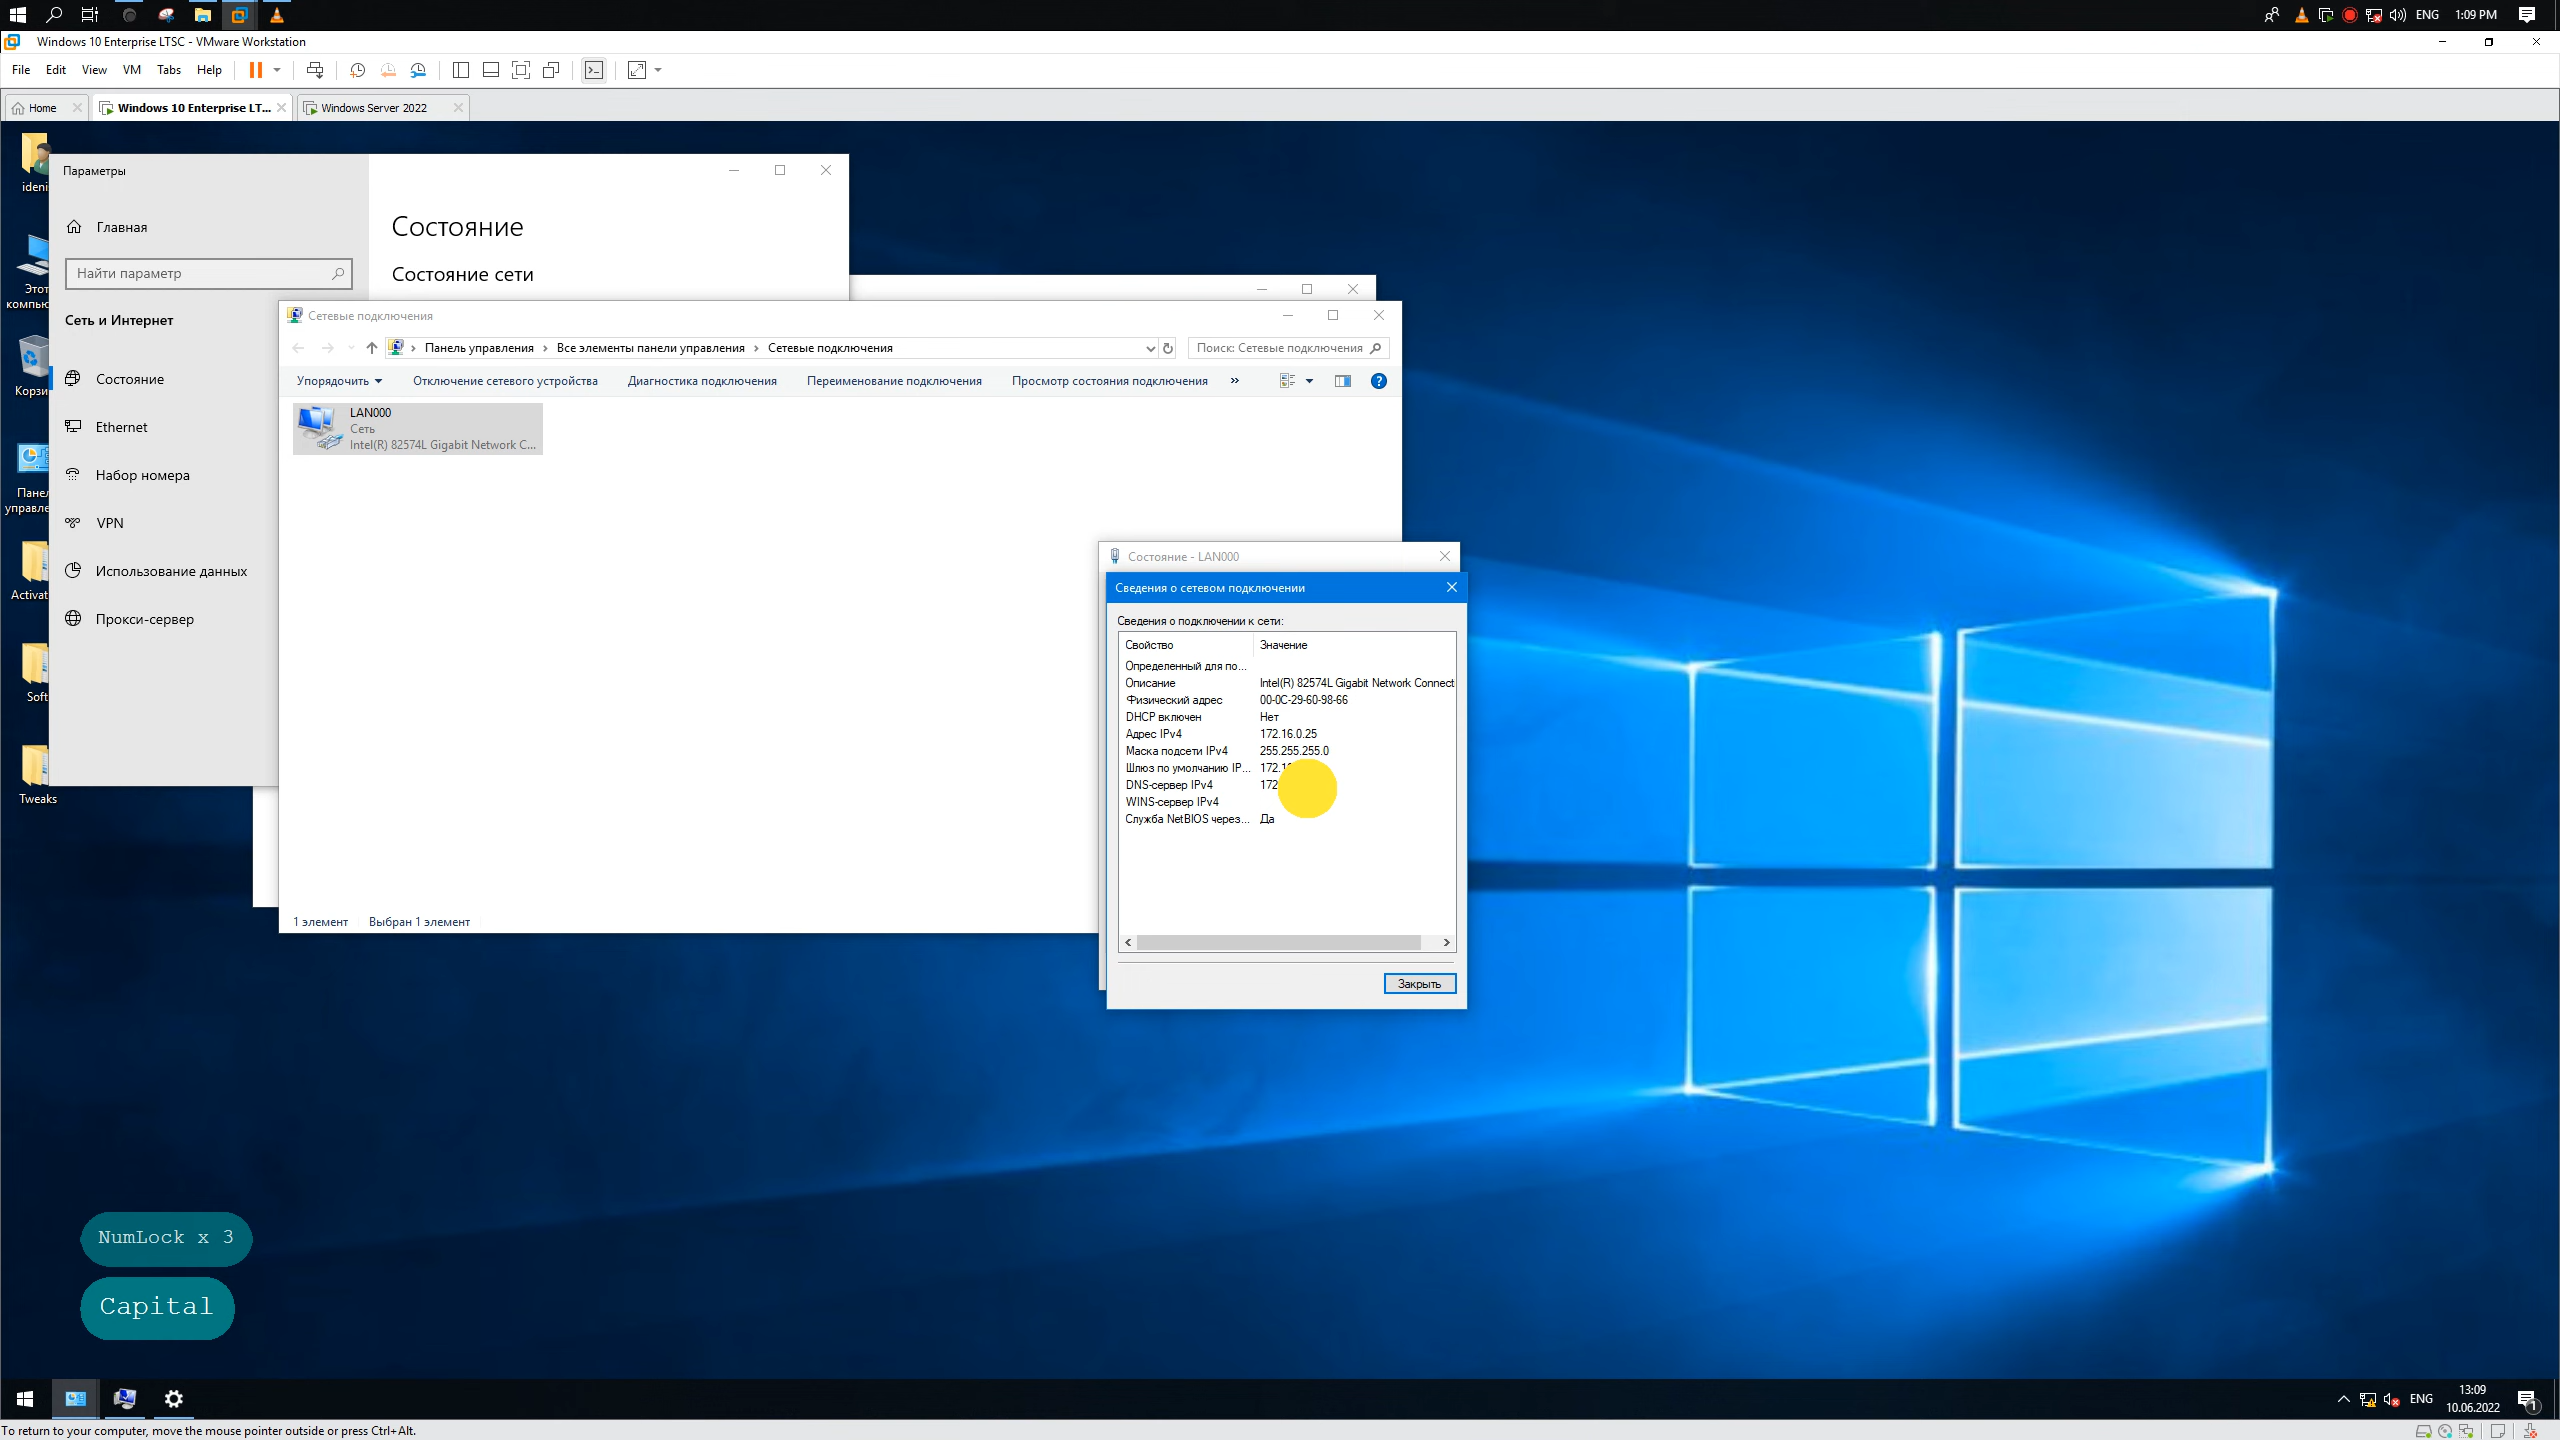 ENG
1:09 PM
Windows 10 Enterprise LTSC - VMware Workstation
File Edit View VM Tabs Help
Home
Windows 10 Enterprise LT...
Windows Server 2022
Этот
Tweaks
Soft
Параметры
Главная
Найти параметр
Сеть и Интернет
Состояние
Ethernet
Набор номера
VPN
Использование данных
Прокси-сервер
Состояние
Состояние сети
Сетевые подключения
Панель управления
Все элементы панели управления
Сетевые подключения
Поиск: Сетевые подключения
Упорядочить
Отключение сетевого устройства
Диагностика подключения
Переименование подключения
Просмотр состояния подключения
»
LAN000
Сеть
Intel(R) 82574L Gigabit Network C...
1 элемент
Выбран 1 элемент
Состояние - LAN000
Сведения о сетевом подключении
Сведения о подключении к сети:
Свойство Значение
Определенный для по...
Описание Intel(R) 82574L Gigabit Network Connect
Физический адрес 00-0C-29-60-98-66
DHCP включен Нет
Адрес IPv4 172.16.0.25
Маска подсети IPv4 255.255.255.0
Шлюз по умолчанию IP...
DNS-сервер IPv4 172
WINS-сервер IPv4
Служба NetBIOS через... Да
Закрыть
NumLock x 3
Capital
ENG
13:09
10.06.2022
1
To return to your computer, move the mouse pointer outside or press Ctrl+Alt.